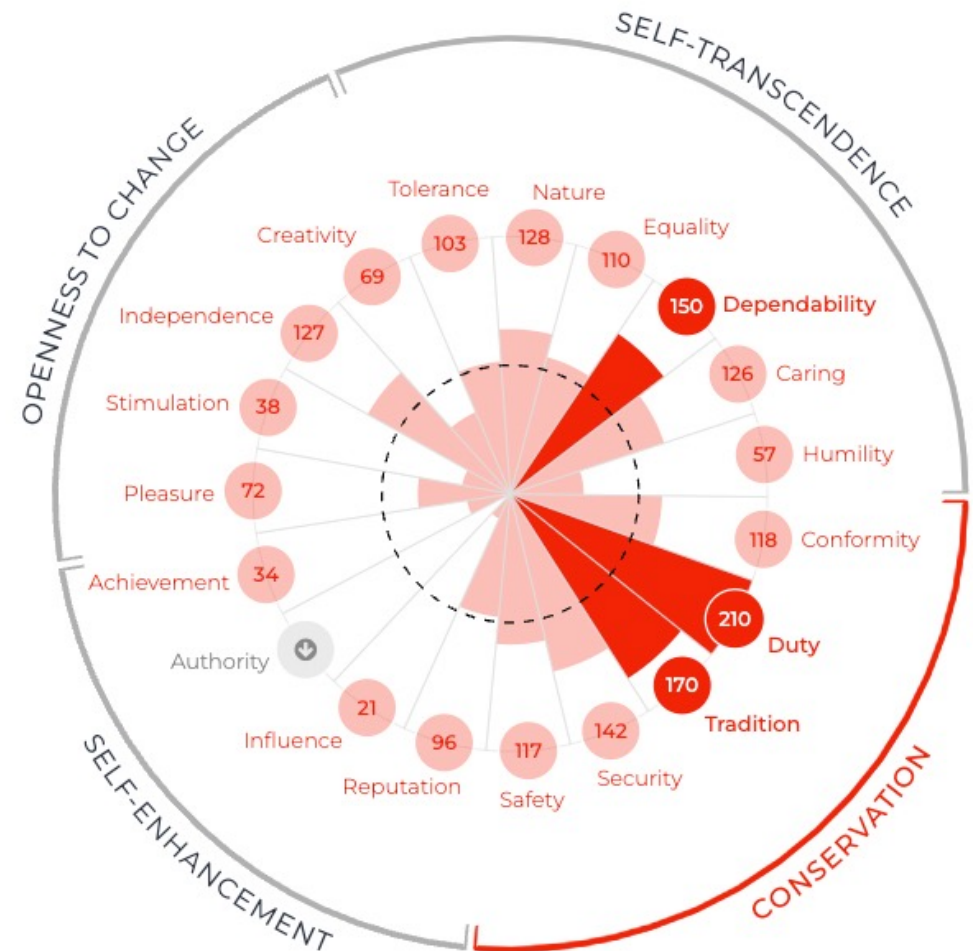 SELF-TRANSCENDENCE
OPENNESS TO CHANGE
Tolerance
103
Nature
128
Equality
110
Creativity
69
Dependability
150
Independence
127
Caring
126
Stimulation
38
Humility
57
Pleasure
72
Conformity
118
Achievement
34
Duty
210
Authority
Tradition
170
Influence
21
Reputation
96
Safety
117
Security
142
SELF-ENHANCEMENT
CONSERVATION